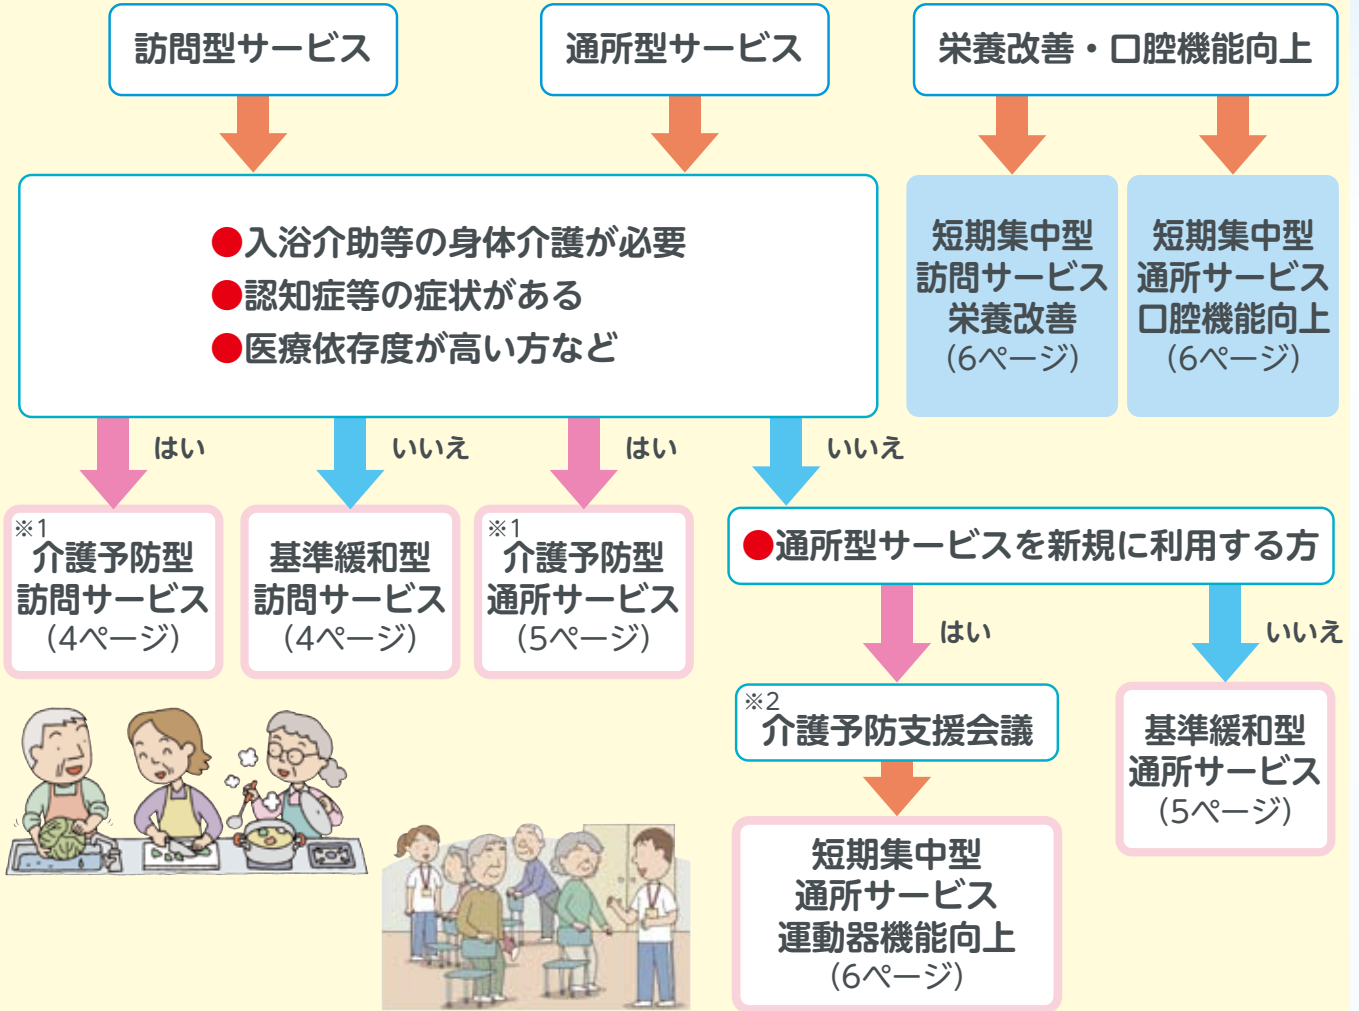 訪問型サービス
通所型サービス
栄養改善・口腔機能向上
●入浴介助等の身体介護が必要
●認知症等の症状がある
●医療依存度が高い方など
短期集中型
訪問サービス
栄養改善
(6ページ)
短期集中型
通所サービス
口腔機能向上
(6ページ)
はい
いいえ
はい
いいえ
※1
介護予防型
訪問サービス
(4ページ)
基準緩和型
訪問サービス
(4ページ)
※1
介護予防型
通所サービス
(5ページ)
●通所型サービスを新規に利用する方
はい
いいえ
※2
介護予防支援会議
基準緩和型
通所サービス
(5ページ)
短期集中型
通所サービス
運動器機能向上
(6ページ)